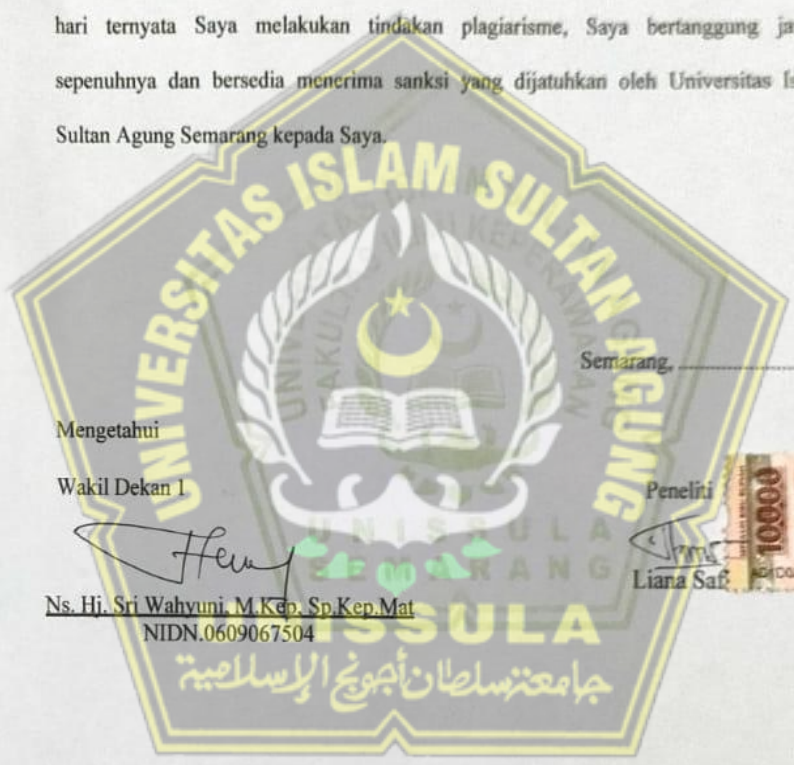 hari ternyata Saya melakukan tindakan plagiarisme, Saya bertanggung ja
sepenuhnya dan bersedia menerima sanksi yang dijatuhkan oleh Universitas Is
Sultan Agung Semarang kepada Saya.
UNIVERSITAS ISLAM SULTAN AGUNG
Semarang,
Mengetahui
Wakil Dekan 1
Peneliti
10000
UNISSULA
SEMARANG
Liana Saf
Ns. Hj. Sri Wahyuni, M.Kep, Sp.Kep.Mat
NIDN.0609067504
UNISSULA
جامعة سلطان أجونج الإسلامية